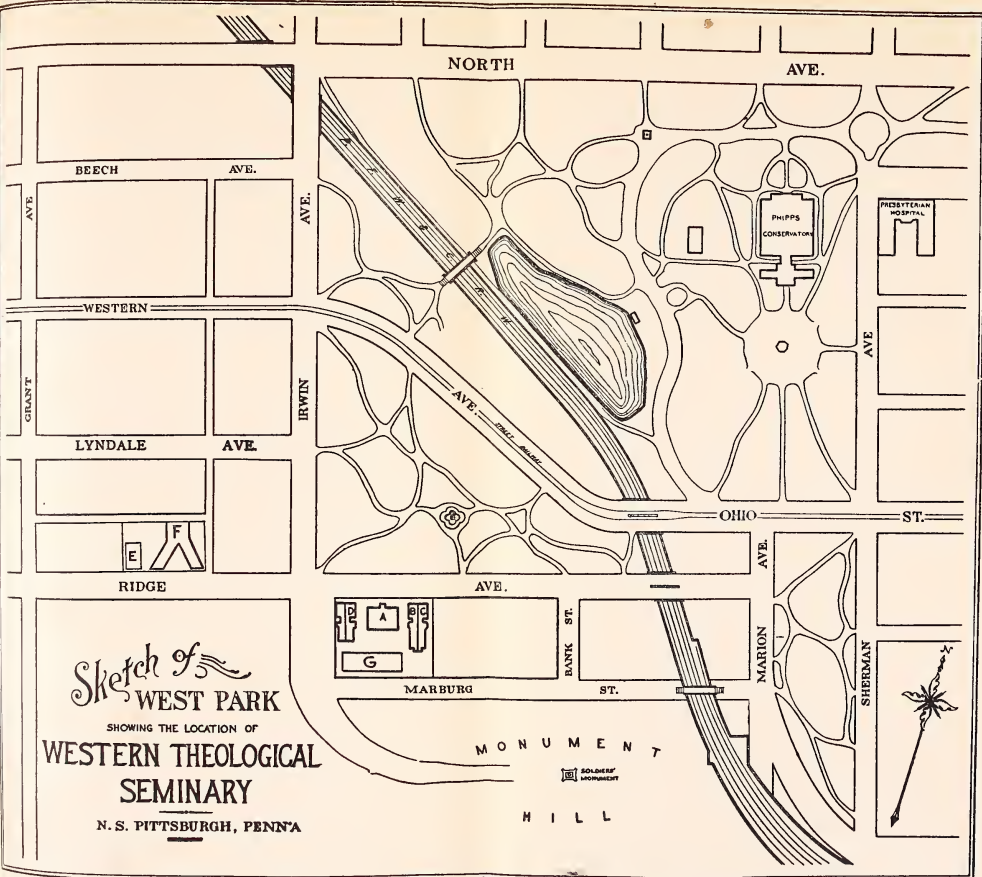 NORTH AVE.
BEECH AVE.
AVE
AVE.
PHIPPS
CONSERVATORY
PRESBYTERIAN
HOSPITAL
P. F. W. & C. R. W.
WESTERN
AVE.
STREET RAILWAY
GRANT
IRWIN
AVE
LYNDALE AVE.
OHIO ST.
E
F
RIDGE AVE.
AVE.
D
A
B C
G
BANK ST.
MARION
SHERMAN
N
MARBURG ST.
Sketch of
WEST PARK
SHOWING THE LOCATION OF
WESTERN THEOLOGICAL
SEMINARY
N. S. PITTSBURGH, PENN'A
MONUMENT
SOLDIERS'
MONUMENT
HILL